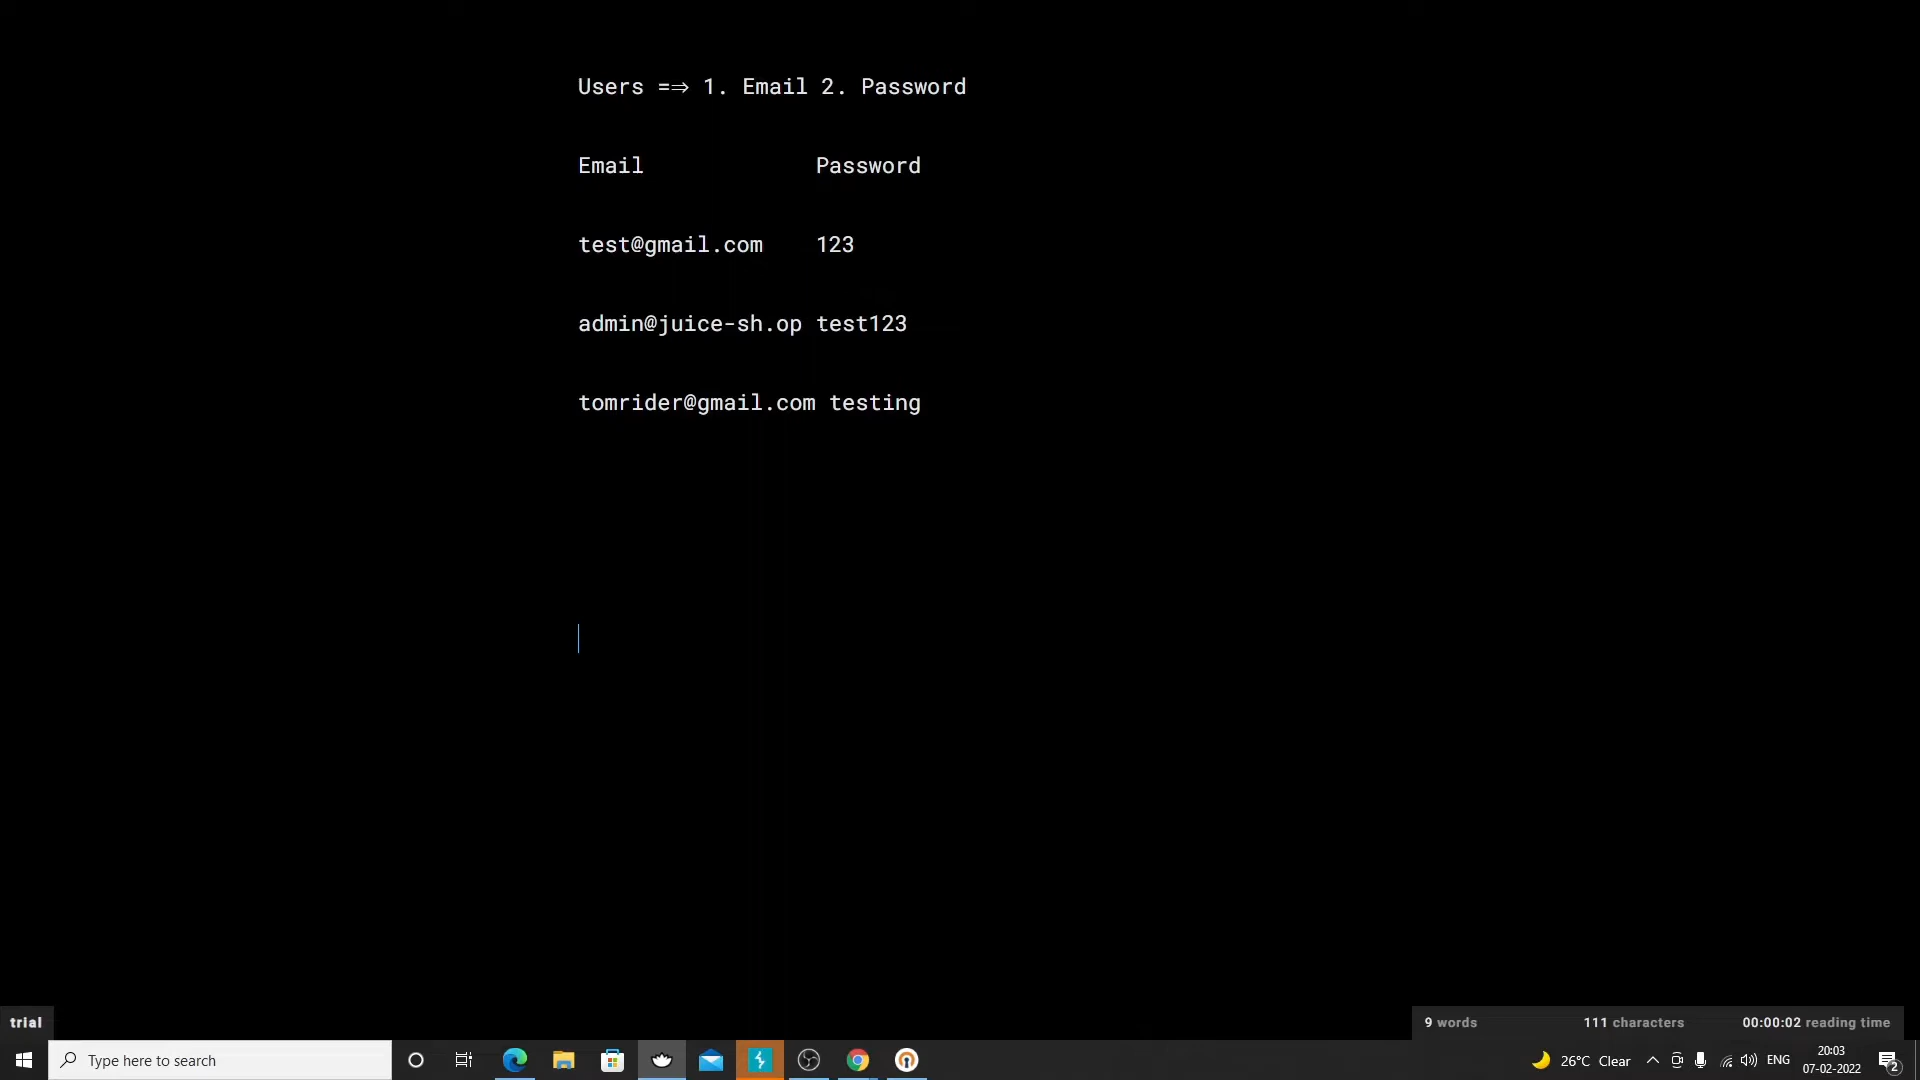 Users ==> 1. Email 2. Password
Email Password
test@gmail.com 123
admin@juice-sh.op test123
tomrider@gmail.com testing
trial
9 words 111 characters 00:00:02 reading time
Type here to search
26°C Clear
ENG
20:03
07-02-2022
2